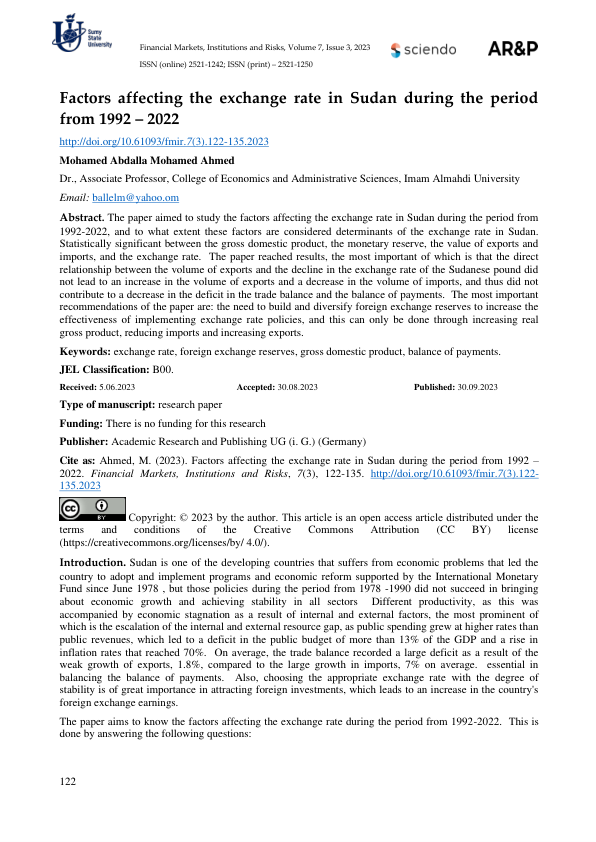 Sumy
State
University
Financial Markets, Institutions and Risks, Volume 7, Issue 3, 2023
sciendo
AR&P
ISSN (online) 2521-1242; ISSN (print) – 2521-1250
Factors affecting the exchange rate in Sudan during the period
from 1992 – 2022
http://doi.org/10.61093/fmir.7(3).122-135.2023
Mohamed Abdalla Mohamed Ahmed
Dr., Associate Professor, College of Economics and Administrative Sciences, Imam Almahdi University
Email: ballelm@yahoo.om
Abstract. The paper aimed to study the factors affecting the exchange rate in Sudan during the period from
1992-2022, and to what extent these factors are considered determinants of the exchange rate in Sudan.
Statistically significant between the gross domestic product, the monetary reserve, the value of exports and
imports, and the exchange rate. The paper reached results, the most important of which is that the direct
relationship between the volume of exports and the decline in the exchange rate of the Sudanese pound did
not lead to an increase in the volume of exports and a decrease in the volume of imports, and thus did not
contribute to a decrease in the deficit in the trade balance and the balance of payments. The most important
recommendations of the paper are: the need to build and diversify foreign exchange reserves to increase the
effectiveness of implementing exchange rate policies, and this can only be done through increasing real
gross product, reducing imports and increasing exports.
Keywords: exchange rate, foreign exchange reserves, gross domestic product, balance of payments.
JEL Classification: B00.
Received: 5.06.2023 Accepted: 30.08.2023 Published: 30.09.2023
Type of manuscript: research paper
Funding: There is no funding for this research
Publisher: Academic Research and Publishing UG (i. G.) (Germany)
Cite as: Ahmed, M. (2023). Factors affecting the exchange rate in Sudan during the period from 1992 –
2022. Financial Markets, Institutions and Risks, 7(3), 122-135. http://doi.org/10.61093/fmir.7(3).122-
135.2023
cc BY Copyright: © 2023 by the author. This article is an open access article distributed under the
terms and conditions of the Creative Commons Attribution (CC BY) license
(https://creativecommons.org/licenses/by/ 4.0/).
Introduction. Sudan is one of the developing countries that suffers from economic problems that led the
country to adopt and implement programs and economic reform supported by the International Monetary
Fund since June 1978 , but those policies during the period from 1978 -1990 did not succeed in bringing
about economic growth and achieving stability in all sectors Different productivity, as this was
accompanied by economic stagnation as a result of internal and external factors, the most prominent of
which is the escalation of the internal and external resource gap, as public spending grew at higher rates than
public revenues, which led to a deficit in the public budget of more than 13% of the GDP and a rise in
inflation rates that reached 70%. On average, the trade balance recorded a large deficit as a result of the
weak growth of exports, 1.8%, compared to the large growth in imports, 7% on average. essential in
balancing the balance of payments. Also, choosing the appropriate exchange rate with the degree of
stability is of great importance in attracting foreign investments, which leads to an increase in the country's
foreign exchange earnings.
The paper aims to know the factors affecting the exchange rate during the period from 1992-2022. This is
done by answering the following questions:
122